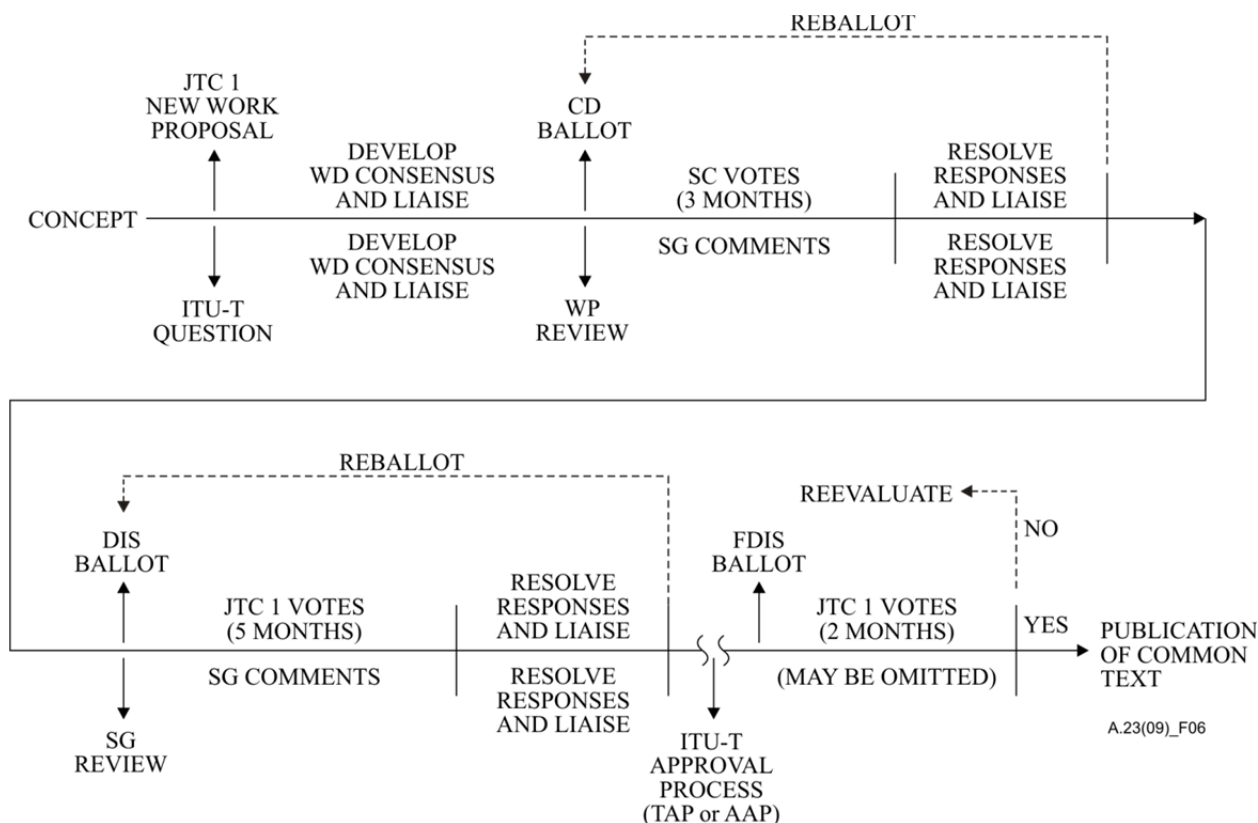 REBALLOT
JTC 1
NEW WORK
PROPOSAL
CD
BALLOT
DEVELOP
WD CONSENSUS
AND LIAISE
SC VOTES
(3 MONTHS)
RESOLVE
RESPONSES
AND LIAISE
CONCEPT
DEVELOP
WD CONSENSUS
AND LIAISE
SG COMMENTS
RESOLVE
RESPONSES
AND LIAISE
ITU-T
QUESTION
WP
REVIEW
REBALLOT
REEVALUATE
NO
DIS
BALLOT
FDIS
BALLOT
JTC 1 VOTES
(5 MONTHS)
RESOLVE
RESPONSES
AND LIAISE
JTC 1 VOTES
(2 MONTHS)
YES
PUBLICATION
OF COMMON
TEXT
SG COMMENTS
RESOLVE
RESPONSES
AND LIAISE
(MAY BE OMITTED)
SG
REVIEW
ITU-T
APPROVAL
PROCESS
(TAP or AAP)
A.23(09)_F06